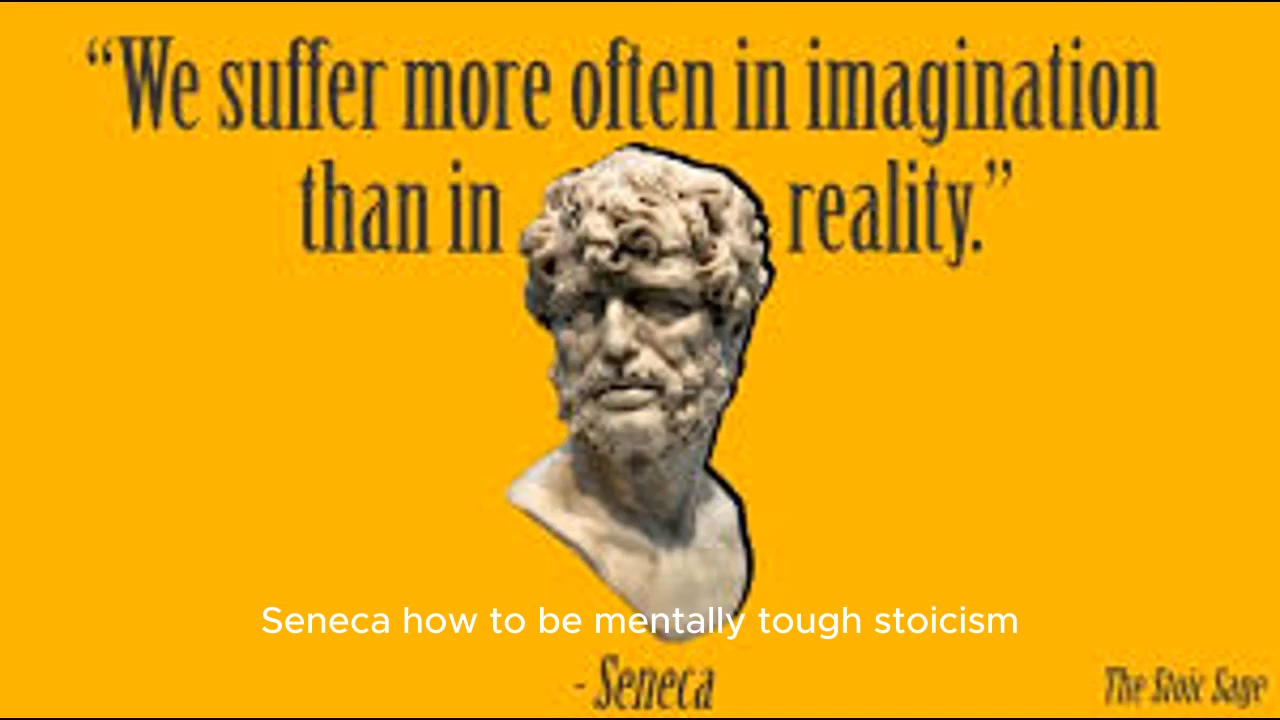 “We suffer more often in imagination
than in reality.”
Seneca how to be mentally tough stoicism
- Seneca
The Stoic Sage